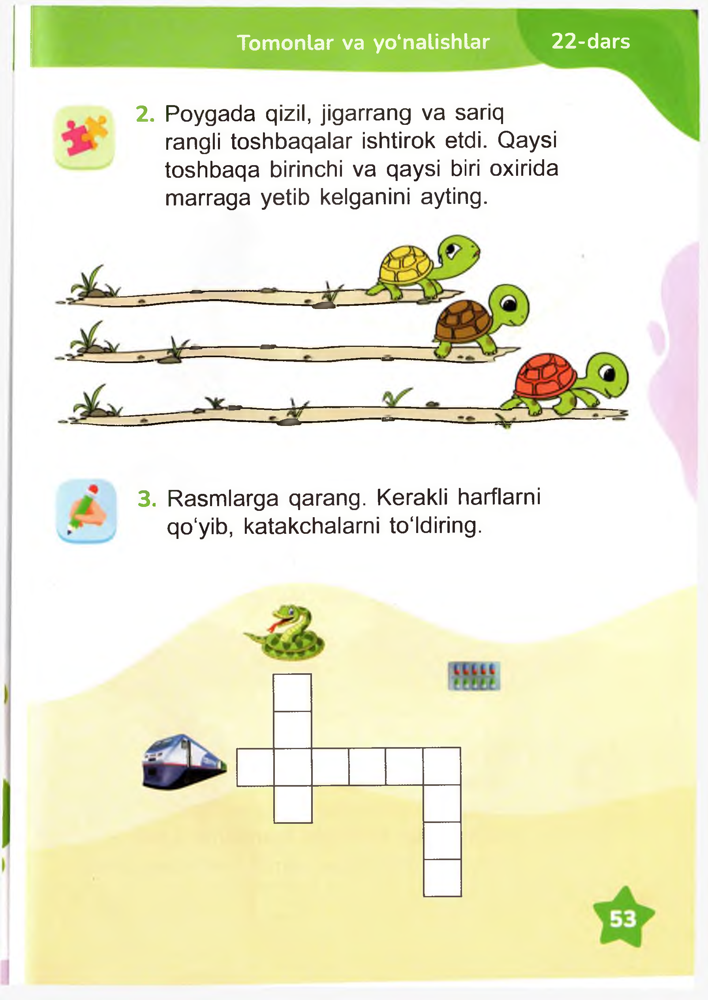 Tomonlar va yo‘nalishlar 22-dars
2. Poygada qizil, jigarrang va sariq
rangli toshbaqalar ishtirok etdi. Qaysi
toshbaqa birinchi va qaysi biri oxirida
marraga yetib kelganini ayting.
3. Rasmlarga qarang. Kerakli harflarni
qo‘yib, katakchalarni to‘ldiring.
53